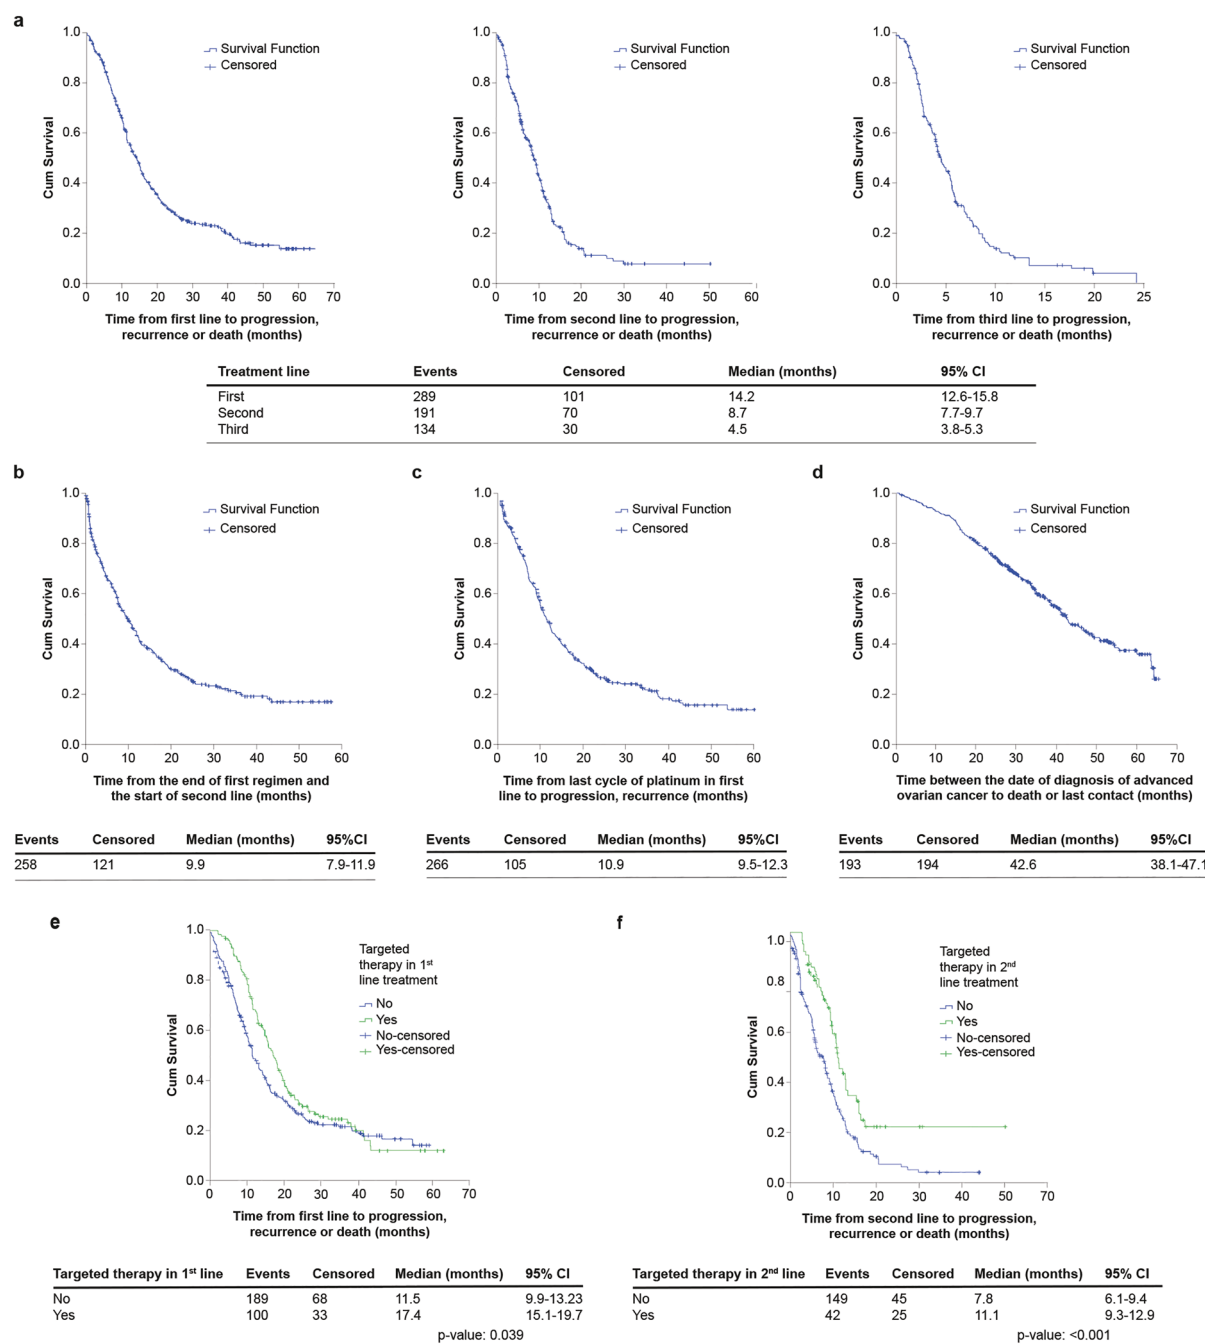 a
1.0
0.8
0.6
0.4
0.2
0.0
Cum Survival
Survival Function
Censored
0 10 20 30 40 50 60 70
Time from first line to progression,
recurrence or death (months)
1.0
0.8
0.6
0.4
0.2
0.0
Cum Survival
Survival Function
Censored
0 10 20 30 40 50 60
Time from second line to progression,
recurrence or death (months)
1.0
0.8
0.6
0.4
0.2
0.0
Cum Survival
Survival Function
Censored
0 5 10 15 20 25
Time from third line to progression,
recurrence or death (months)
Treatment line Events Censored Median (months) 95% CI
First 289 101 14.2 12.6-15.8
Second 191 70 8.7 7.7-9.7
Third 134 30 4.5 3.8-5.3
b
1.0
0.8
0.6
0.4
0.2
0.0
Cum Survival
Survival Function
Censored
0 10 20 30 40 50 60
Time from the end of first regimen and
the start of second line (months)
Events Censored Median (months) 95%CI
258 121 9.9 7.9-11.9
c
1.0
0.8
0.6
0.4
0.2
0.0
Cum Survival
Survival Function
Censored
0 10 20 30 40 50 60
Time from last cycle of platinum in first
line to progression, recurrence (months)
Events Censored Median (months) 95%CI
266 105 10.9 9.5-12.3
d
1.0
0.8
0.6
0.4
0.2
0.0
Cum Survival
Survival Function
Censored
0 10 20 30 40 50 60 70
Time between the date of diagnosis of advanced
ovarian cancer to death or last contact (months)
Events Censored Median (months) 95%CI
193 194 42.6 38.1-47.1
e
1.0
0.8
0.6
0.4
0.2
0.0
Cum Survival
Targeted
therapy in 1st
line treatment
No
Yes
No-censored
Yes-censored
0 10 20 30 40 50 60 70
Time from first line to progression,
recurrence or death (months)
Targeted therapy in 1st line Events Censored Median (months) 95% CI
No 189 68 11.5 9.9-13.23
Yes 100 33 17.4 15.1-19.7
p-value: 0.039
f
1.0
0.8
0.6
0.4
0.2
0.0
Cum Survival
Targeted
therapy in 2nd
line treatment
No
Yes
No-censored
Yes-censored
0 10 20 30 40 50 70
Time from second line to progression,
recurrence or death (months)
Targeted therapy in 2nd line Events Censored Median (months) 95% CI
No 149 45 7.8 6.1-9.4
Yes 42 25 11.1 9.3-12.9
p-value: <0.001